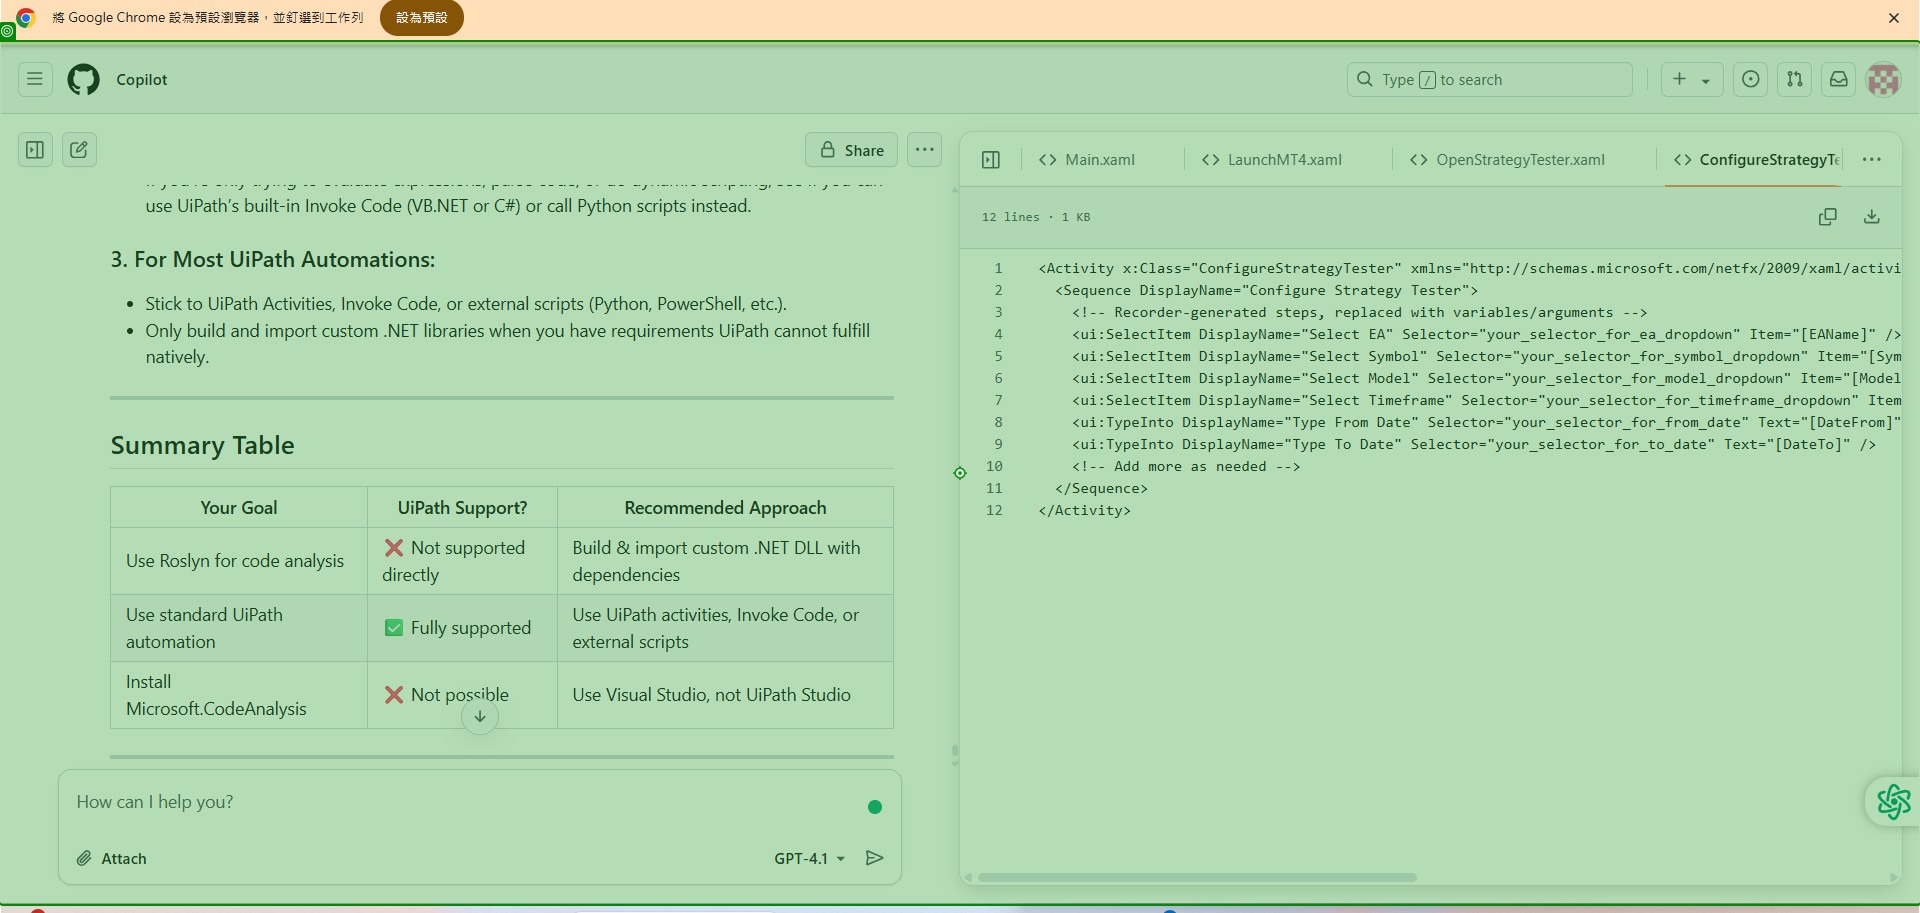 將 Google Chrome 設為預設瀏覽器，並釘選到工作列
設為預設
Copilot
Type / to search
Share
use UiPath’s built-in Invoke Code (VB.NET or C#) or call Python scripts instead.
3. For Most UiPath Automations:
Stick to UiPath Activities, Invoke Code, or external scripts (Python, PowerShell, etc.).
Only build and import custom .NET libraries when you have requirements UiPath cannot fulfill
natively.
Summary Table
Your Goal
UiPath Support?
Recommended Approach
Use Roslyn for code analysis
❌ Not supported
directly
Build & import custom .NET DLL with
dependencies
Use standard UiPath
automation
✅ Fully supported
Use UiPath activities, Invoke Code, or
external scripts
Install
Microsoft.CodeAnalysis
❌ Not possible
Use Visual Studio, not UiPath Studio
How can I help you?
Attach
GPT-4.1
Main.xaml
LaunchMT4.xaml
OpenStrategyTester.xaml
ConfigureStrategyTe
12 lines · 1 KB
1 <Activity x:Class="ConfigureStrategyTester" xmlns="http://schemas.microsoft.com/netfx/2009/xaml/activi
2 <Sequence DisplayName="Configure Strategy Tester">
3 <!-- Recorder-generated steps, replaced with variables/arguments -->
4 <ui:SelectItem DisplayName="Select EA" Selector="your_selector_for_ea_dropdown" Item="[EAName]" />
5 <ui:SelectItem DisplayName="Select Symbol" Selector="your_selector_for_symbol_dropdown" Item="[Sym
6 <ui:SelectItem DisplayName="Select Model" Selector="your_selector_for_model_dropdown" Item="[Model
7 <ui:SelectItem DisplayName="Select Timeframe" Selector="your_selector_for_timeframe_dropdown" Item
8 <ui:TypeInto DisplayName="Type From Date" Selector="your_selector_for_from_date" Text="[DateFrom]"
9 <ui:TypeInto DisplayName="Type To Date" Selector="your_selector_for_to_date" Text="[DateTo]" />
10 <!-- Add more as needed -->
11 </Sequence>
12 </Activity>